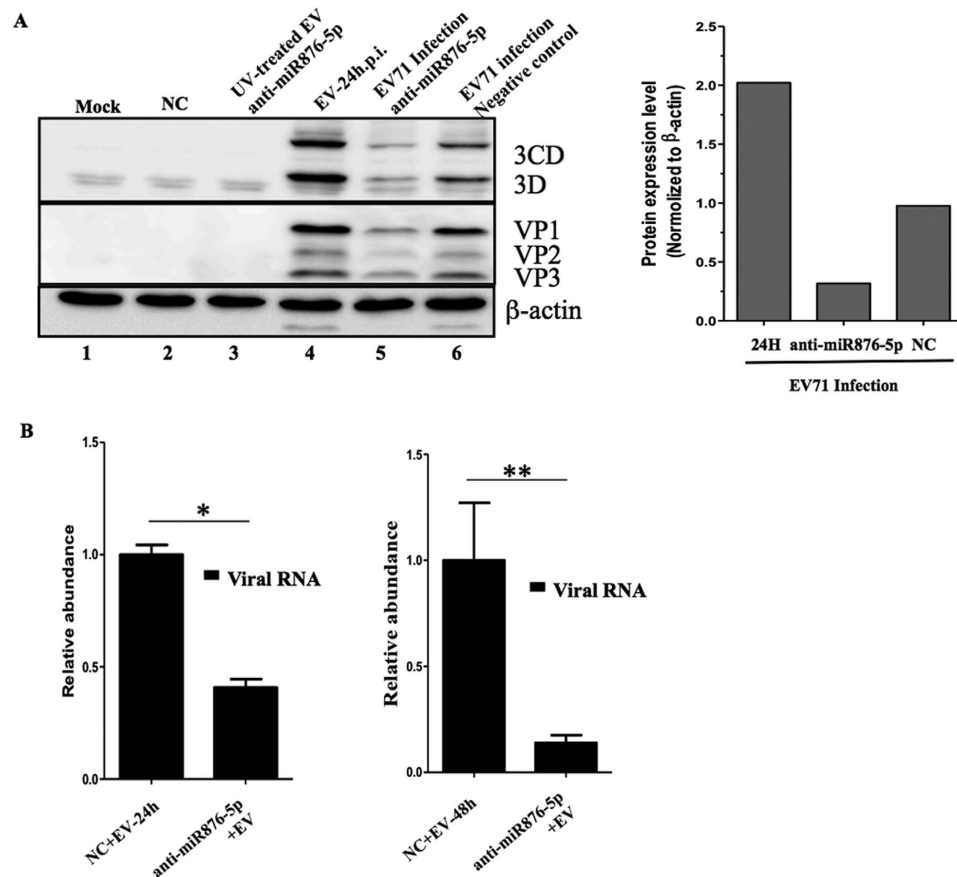 A
Mock
NC
UV-treated EV
anti-miR876-5p
EV-24h.p.i.
EV71 Infection
anti-miR876-5p
EV71 infection
Negative control
3CD
3D
VP1
VP2
VP3
β-actin
1 2 3 4 5 6
Protein expression level
(Normolized to β-actin)
2.5
2.0
1.5
1.0
0.5
0.0
24H anti-miR876-5p NC
EV71 Infection
B
Relative abundance
1.5
1.0
0.5
0.0
*
Viral RNA
NC+EV-24h
anti-miR876-5p
+EV
Relative abundance
1.5
1.0
0.5
0.0
**
Viral RNA
NC+EV-48h
anti-miR876-5p
+EV